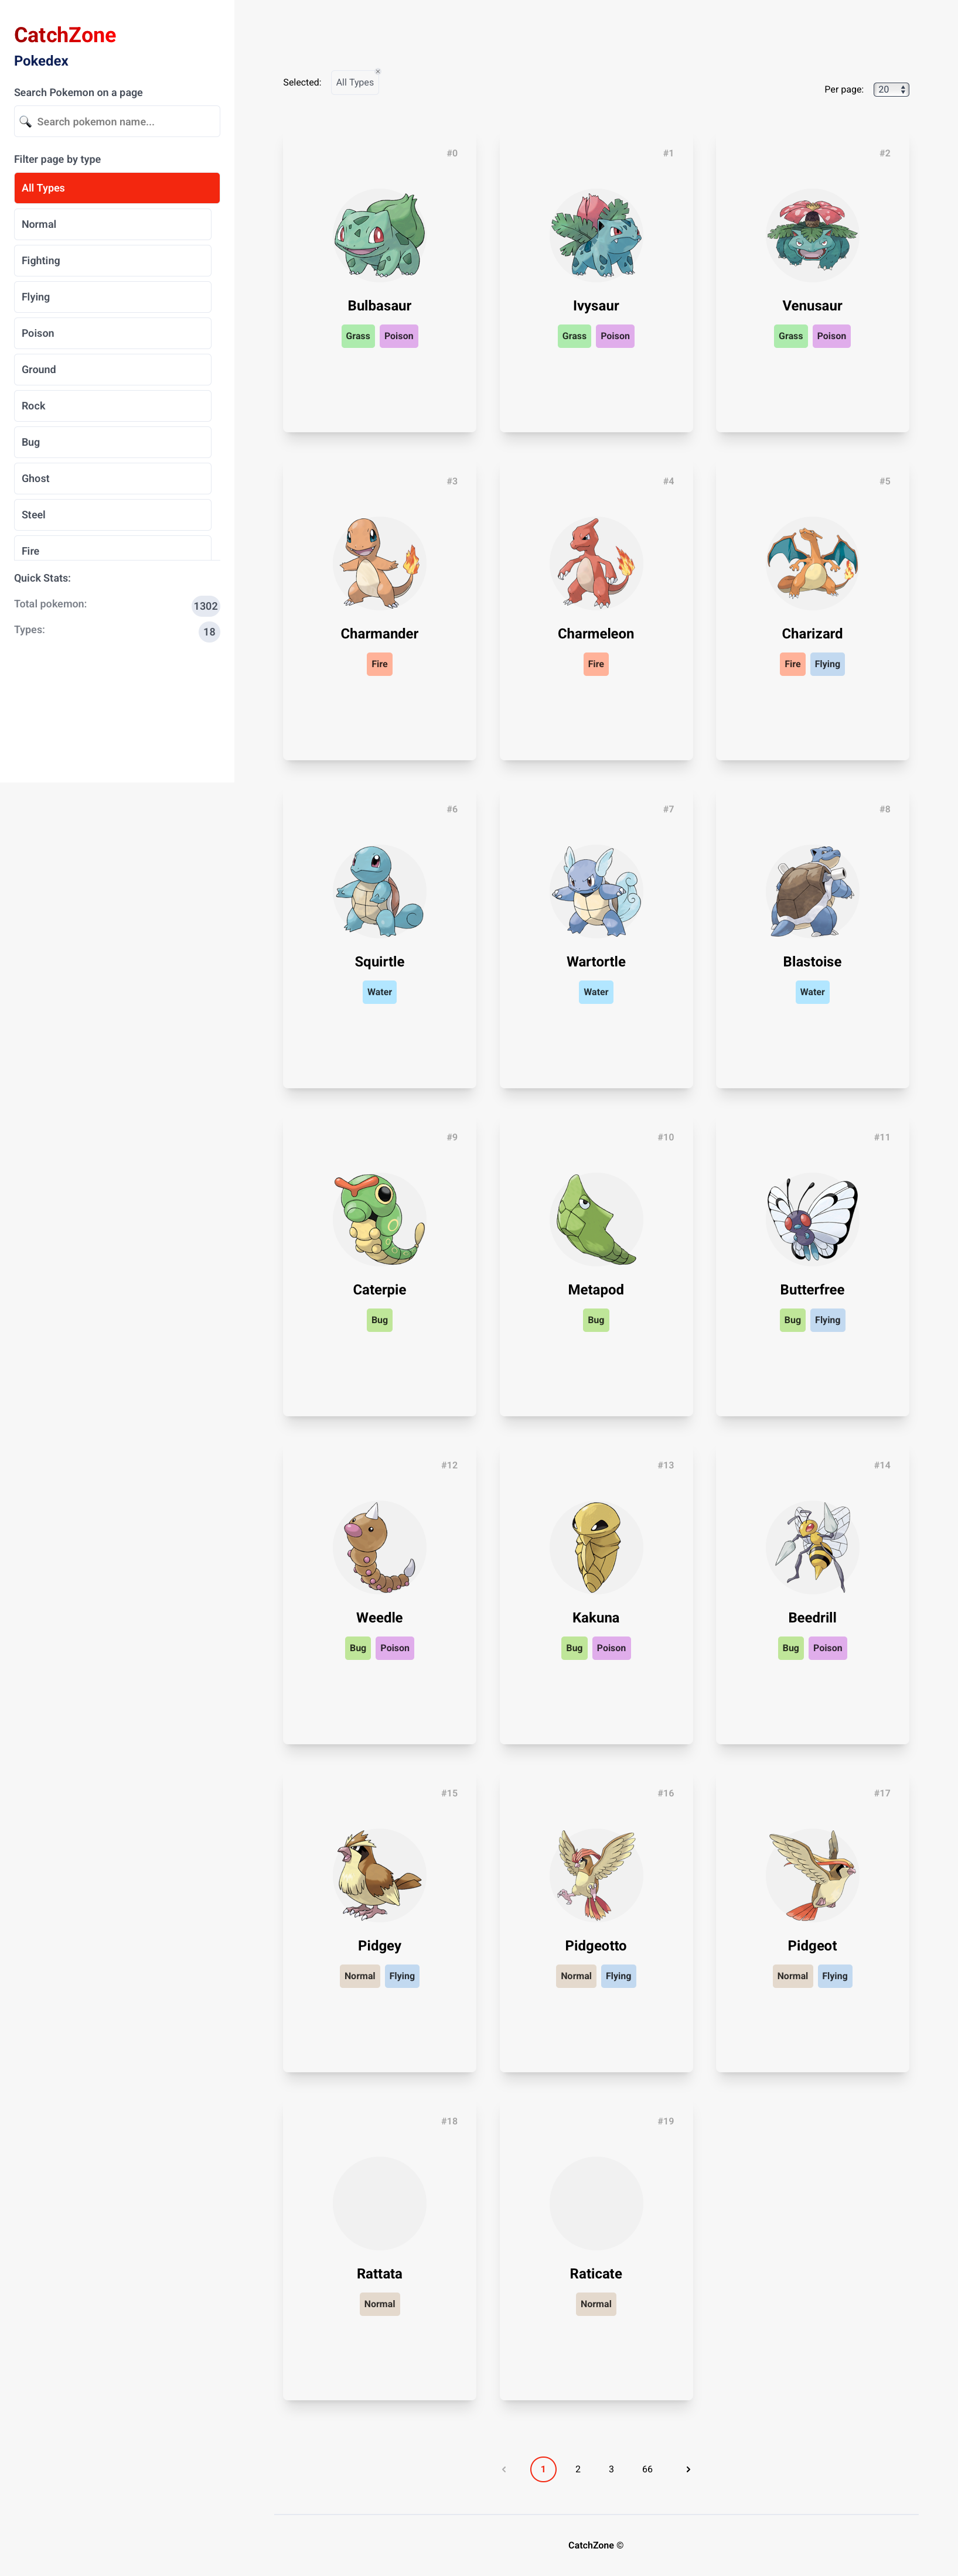 CatchZone
Pokedex
Search Pokemon on a page
Search pokemon name...
Filter page by type
All Types
Normal
Fighting
Flying
Poison
Ground
Rock
Bug
Ghost
Steel
Fire
Quick Stats:
Total pokemon: 1302
Types: 18
Selected: All Types
Per page: 20
#0
Bulbasaur
Grass Poison
#1
Ivysaur
Grass Poison
#2
Venusaur
Grass Poison
#3
Charmander
Fire
#4
Charmeleon
Fire
#5
Charizard
Fire Flying
#6
Squirtle
Water
#7
Wartortle
Water
#8
Blastoise
Water
#9
Caterpie
Bug
#10
Metapod
Bug
#11
Butterfree
Bug Flying
#12
Weedle
Bug Poison
#13
Kakuna
Bug Poison
#14
Beedrill
Bug Poison
#15
Pidgey
Normal Flying
#16
Pidgeotto
Normal Flying
#17
Pidgeot
Normal Flying
#18
Rattata
Normal
#19
Raticate
Normal
1 2 3 66
CatchZone ©